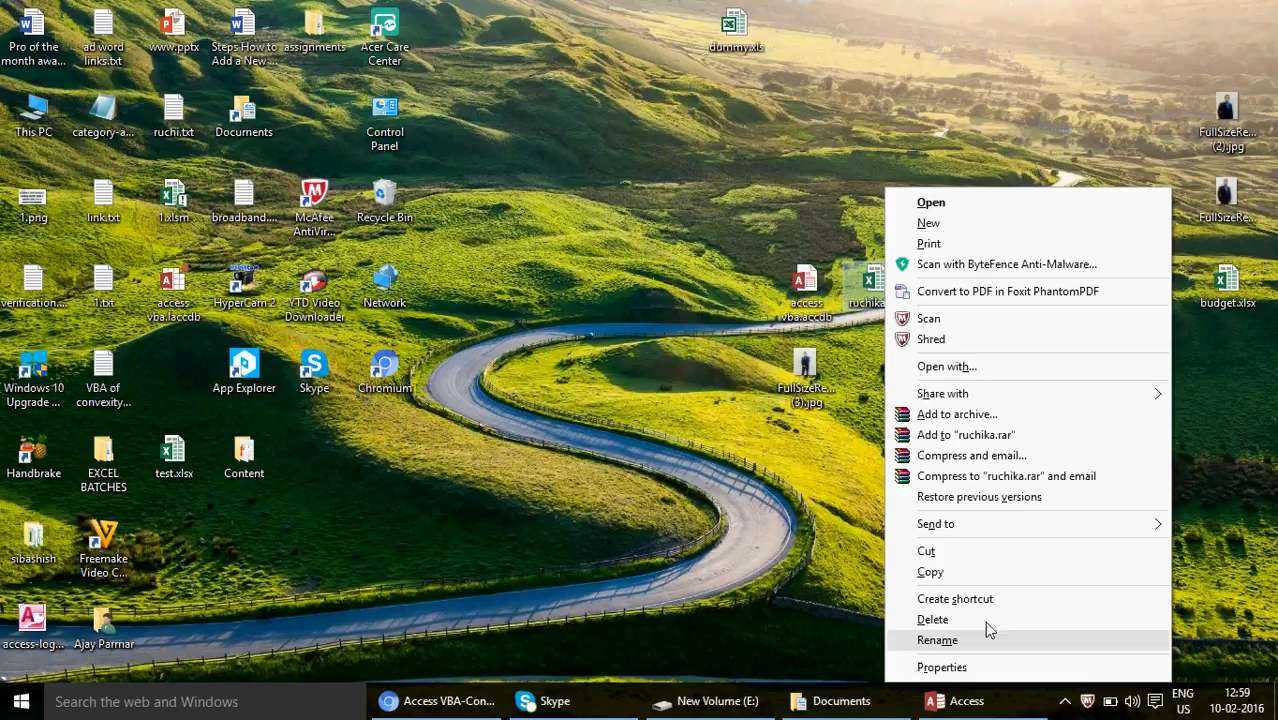 Pro of the
month awa...
ad word
links.txt
www.pptx
Steps How to
Add a New ...
assignments
Acer Care
Center
dummy.xls
This PC
category-a...
ruchi.txt
Documents
Control
Panel
FullSizeRe...
(2).jpg
1.png
link.txt
1.xlsm
broadband....
McAfee
AntiVir...
Recycle Bin
FullSizeRe...
verification....
1.txt
access
vba.laccdb
HyperCam 2
YTD Video
Downloader
Network
access
vba.accdb
ruchika
budget.xlsx
Windows 10
Upgrade ...
VBA of
convexity...
App Explorer
Skype
Chromium
FullSizeRe...
(3).jpg
Handbrake
EXCEL
BATCHES
test.xlsx
Content
sibashish
Freemake
Video C...
access-log...
Ajay Parmar
Open
New
Print
Scan with ByteFence Anti-Malware...
Convert to PDF in Foxit PhantomPDF
Scan
Shred
Open with...
Share with
Add to archive...
Add to "ruchika.rar"
Compress and email...
Compress to "ruchika.rar" and email
Restore previous versions
Send to
Cut
Copy
Create shortcut
Delete
Rename
Properties
Search the web and Windows
Access VBA-Con...
Skype
New Volume (E:)
Documents
Access
ENG
US
12:59
10-02-2016